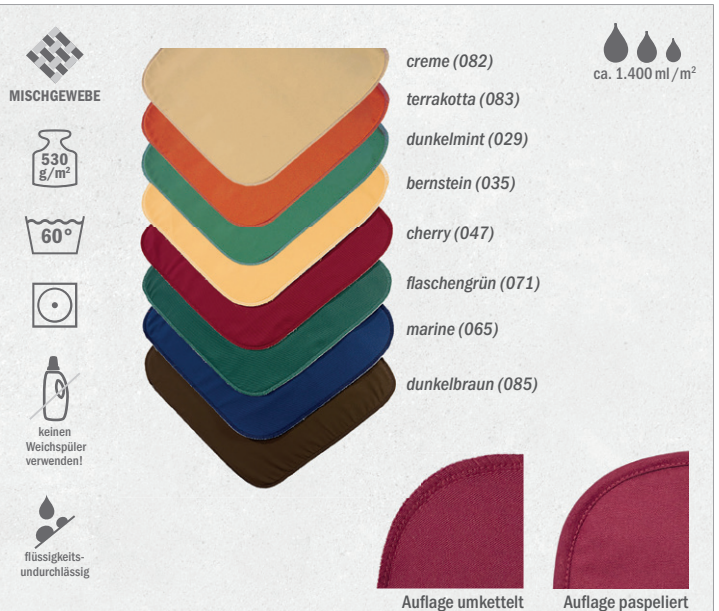 MISCHGEWEBE
530
g/m²
60°
keinen
Weichspüler
verwenden!
flüssigkeits-
undurchlässig
creme (082)
terrakotta (083)
dunkelmint (029)
bernstein (035)
cherry (047)
flaschengrün (071)
marine (065)
dunkelbraun (085)
ca. 1.400 ml/m²
Auflage umkettelt
Auflage paspeliert